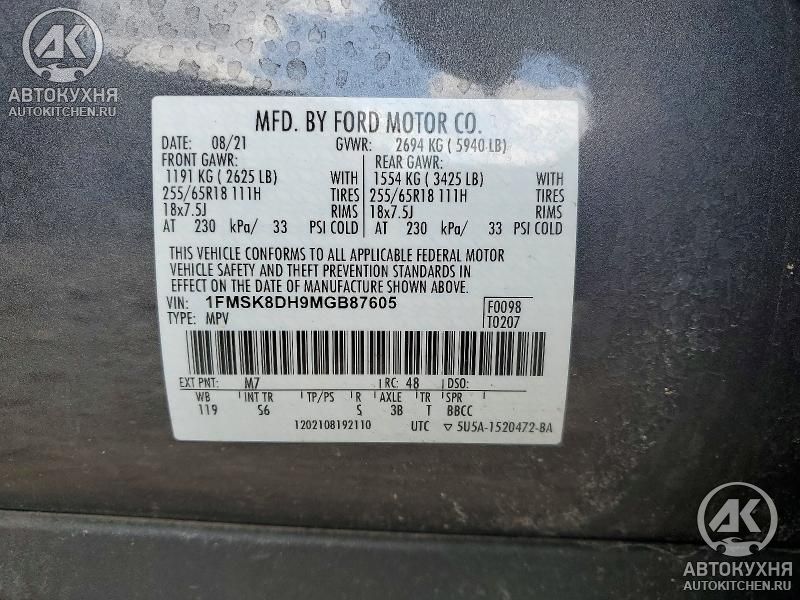 АК
АВТОКУХНЯ
AUTOKITCHEN.RU
MFD. BY FORD MOTOR CO.
DATE: 08/21 GVWR: 2694 KG ( 5940 LB)
FRONT GAWR: REAR GAWR:
1191 KG ( 2625 LB) WITH 1554 KG ( 3425 LB) WITH
255/65R18 111H TIRES 255/65R18 111H TIRES
18x7.5J RIMS 18x7.5J RIMS
AT 230 kPa/ 33 PSI COLD AT 230 kPa/ 33 PSI COLD
THIS VEHICLE CONFORMS TO ALL APPLICABLE FEDERAL MOTOR
VEHICLE SAFETY AND THEFT PREVENTION STANDARDS IN
EFFECT ON THE DATE OF MANUFACTURE SHOWN ABOVE.
VIN: 1FMSK8DH9MGB87605 F0098
TYPE: MPV T0207
EXT PNT: M7 RC: 48 DSO:
WB INT TR TP/PS R AXLE TR SPR
119 S6 S 3B T BBCC
1202108192110 UTC ▽ 5U5A-1520472-BA
АК
АВТОКУХНЯ
AUTOKITCHEN.RU